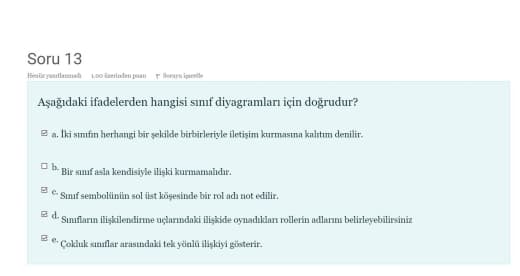 Soru 13
Henüz yanıtlanmadı 1,00 üzerinden puan Soruyu işaretle
Aşağıdaki ifadelerden hangisi sınıf diyagramları için doğrudur?
a. İki sınıfın herhangi bir şekilde birbirleriyle iletişim kurmasına kalıtım denilir.
b. Bir sınıf asla kendisiyle ilişki kurmamalıdır.
c. Sınıf sembolünün sol üst köşesinde bir rol adı not edilir.
d. Sınıfların ilişkilendirme uçlarındaki ilişkide oynadıkları rollerin adlarını belirleyebilirsiniz
e. Çokluk sınıflar arasındaki tek yönlü ilişkiyi gösterir.